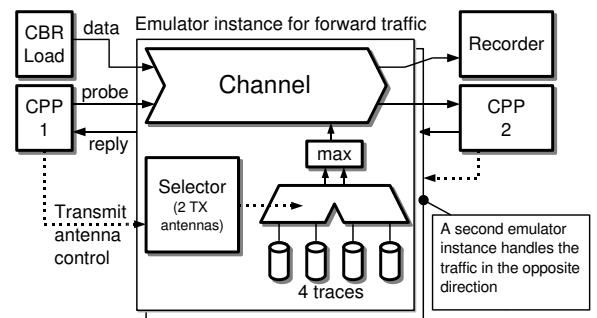 Emulator instance for forward traffic
CBR
Load
data
Channel
Recorder
CPP
1
probe
reply
CPP
2
max
Selector
(2 TX
antennas)
Transmit
antenna
control
4 traces
A second emulator
instance handles the
traffic in the opposite
direction